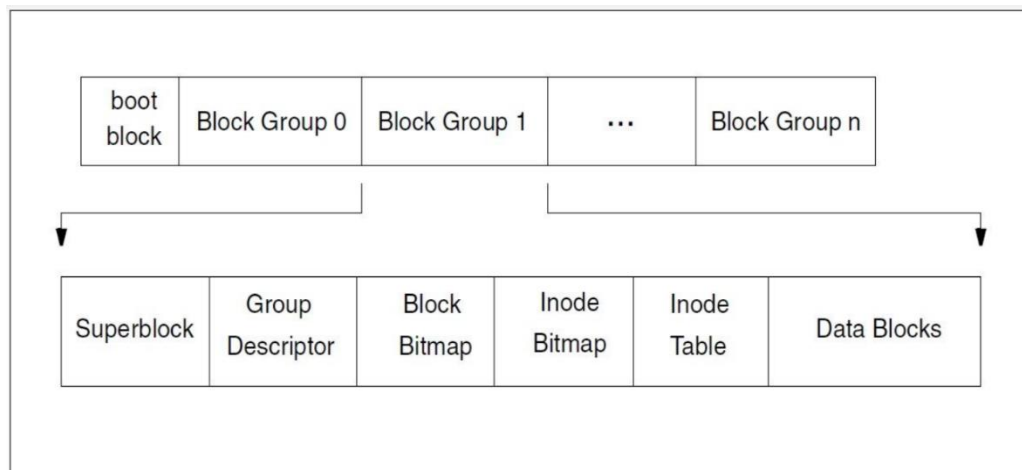 boot
block
Block Group 0
Block Group 1
...
Block Group n
Superblock
Group
Descriptor
Block
Bitmap
Inode
Bitmap
Inode
Table
Data Blocks